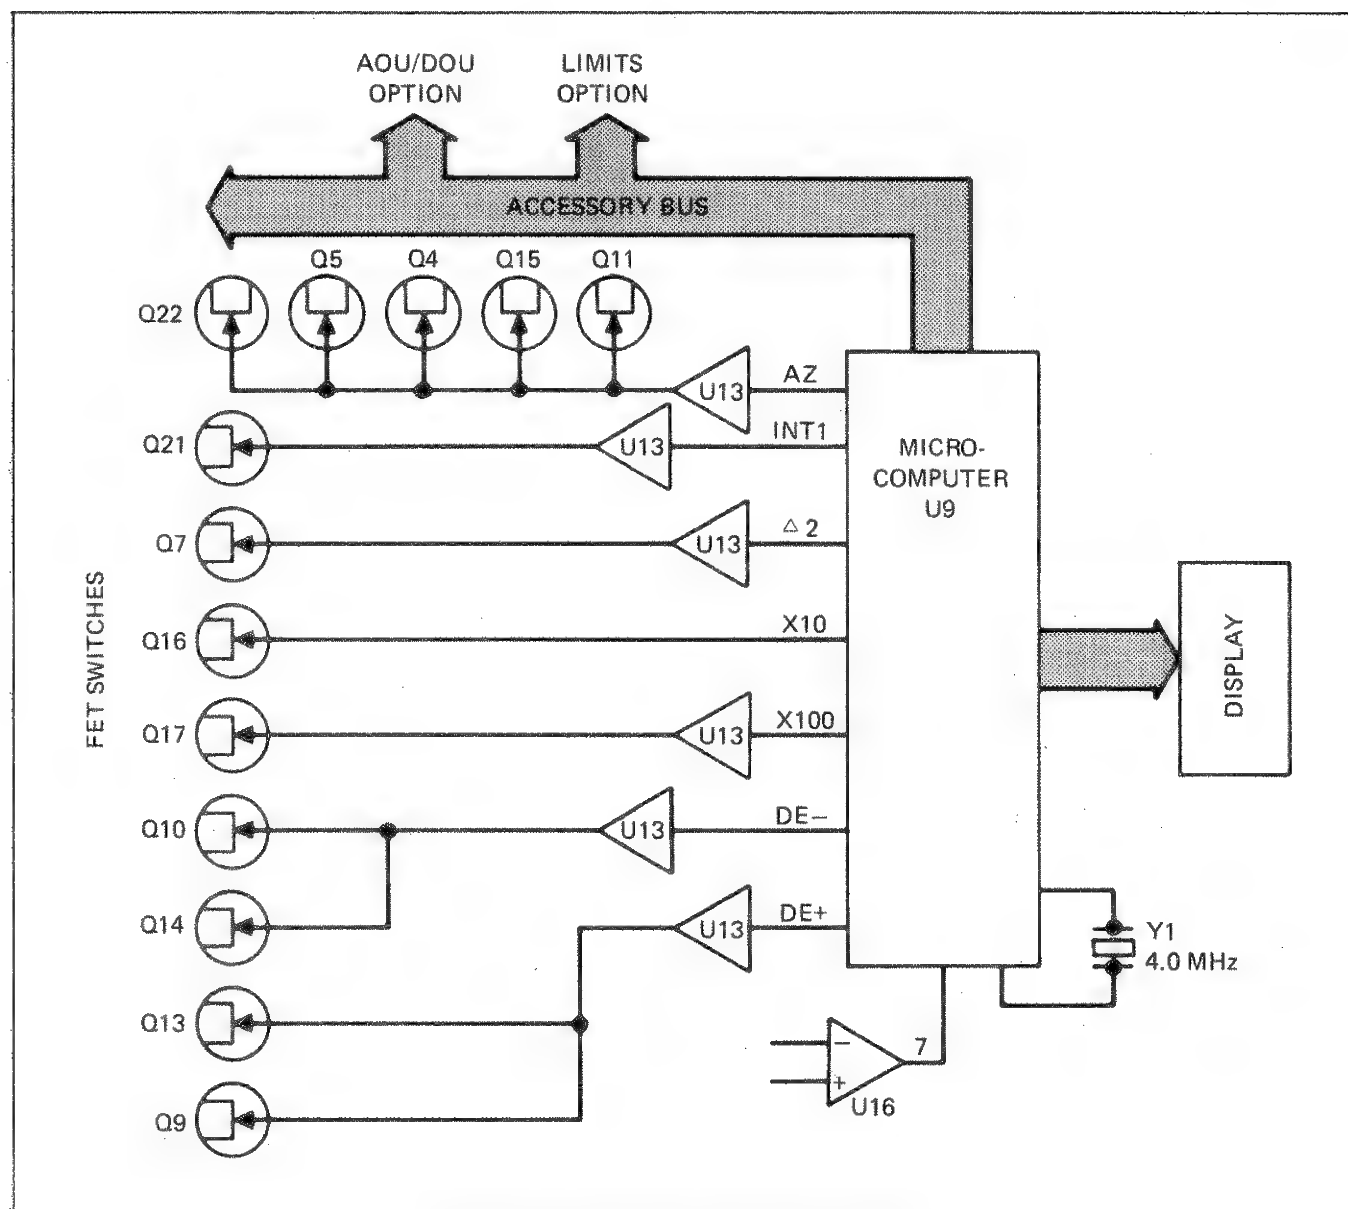 AOU/DOU
OPTION
LIMITS
OPTION
ACCESSORY BUS
Q5
Q4
Q15
Q11
Q22
U13
AZ
Q21
U13
INT1
MICRO-
COMPUTER
U9
Q7
U13
△ 2
FET SWITCHES
Q16
X10
DISPLAY
Q17
U13
X100
Q10
U13
DE−
Q14
U13
DE+
Y1
4.0 MHz
Q13
−
7
+
U16
Q9